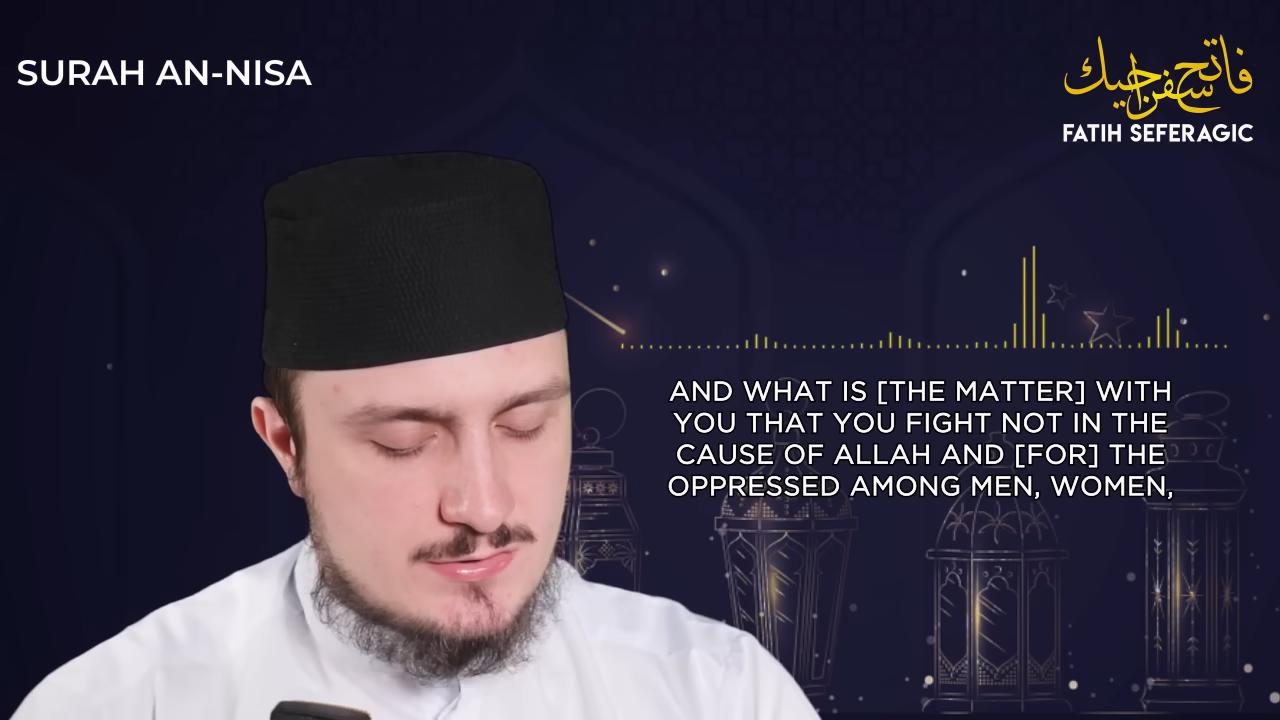 SURAH AN-NISA
فاتح سفرآجيك
FATIH SEFERAGIC
AND WHAT IS [THE MATTER] WITH
YOU THAT YOU FIGHT NOT IN THE
CAUSE OF ALLAH AND [FOR] THE
OPPRESSED AMONG MEN, WOMEN,